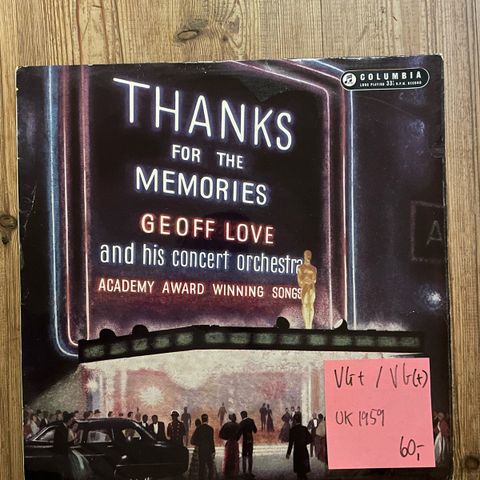 COLUMBIA
LONG PLAYING 33⅓ R.P.M. RECORD
THANKS
FOR THE
MEMORIES
GEOFF LOVE
and his concert orchestra
ACADEMY AWARD WINNING SONGS
A
VG+ / VG(+)
UK 1959
60,-